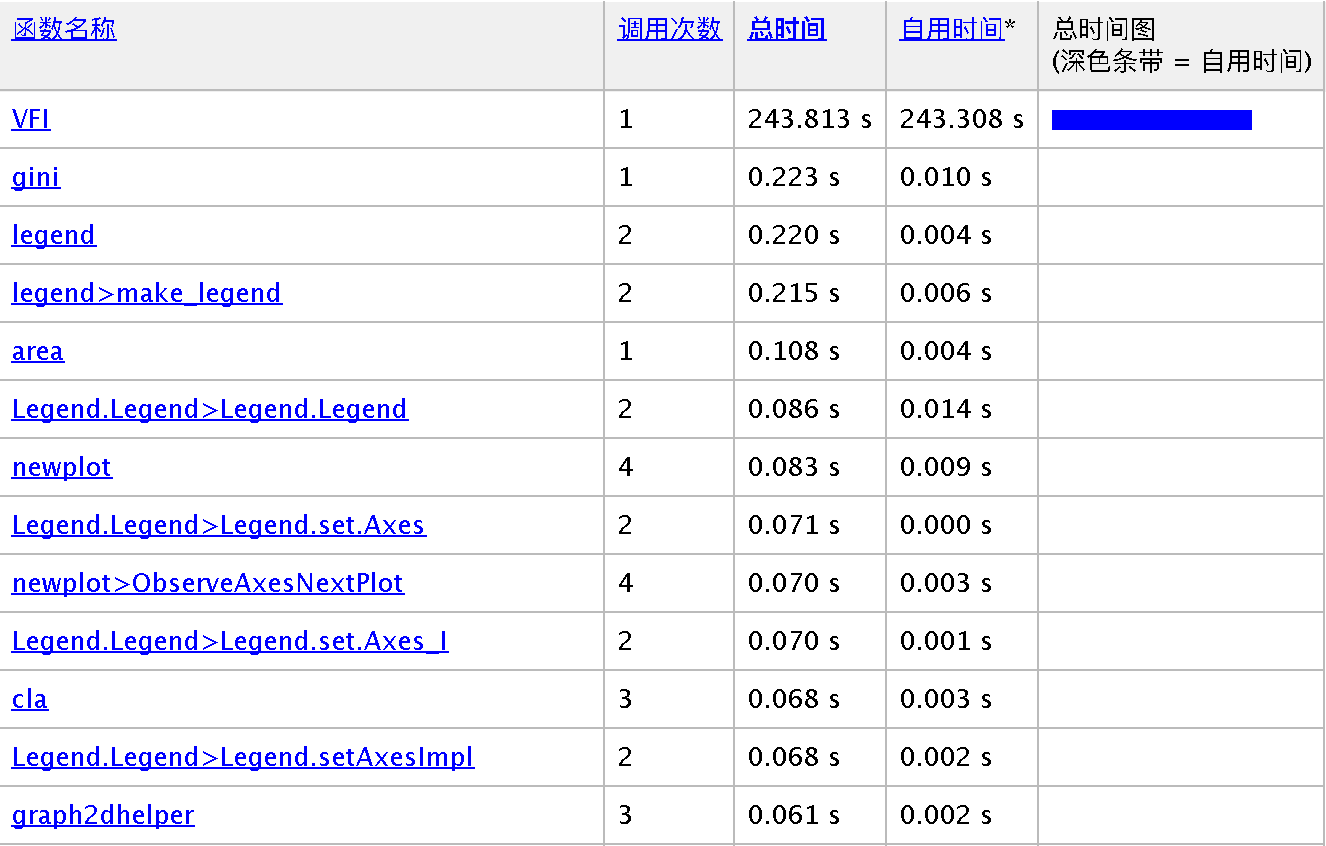 函数名称 调用次数 总时间 自用时间* 总时间图
(深色条带 = 自用时间)
VFI 1 243.813 s 243.308 s
gini 1 0.223 s 0.010 s
legend 2 0.220 s 0.004 s
legend>make_legend 2 0.215 s 0.006 s
area 1 0.108 s 0.004 s
Legend.Legend>Legend.Legend 2 0.086 s 0.014 s
newplot 4 0.083 s 0.009 s
Legend.Legend>Legend.set.Axes 2 0.071 s 0.000 s
newplot>ObserveAxesNextPlot 4 0.070 s 0.003 s
Legend.Legend>Legend.set.Axes_I 2 0.070 s 0.001 s
cla 3 0.068 s 0.003 s
Legend.Legend>Legend.setAxesImpl 2 0.068 s 0.002 s
graph2dhelper 3 0.061 s 0.002 s